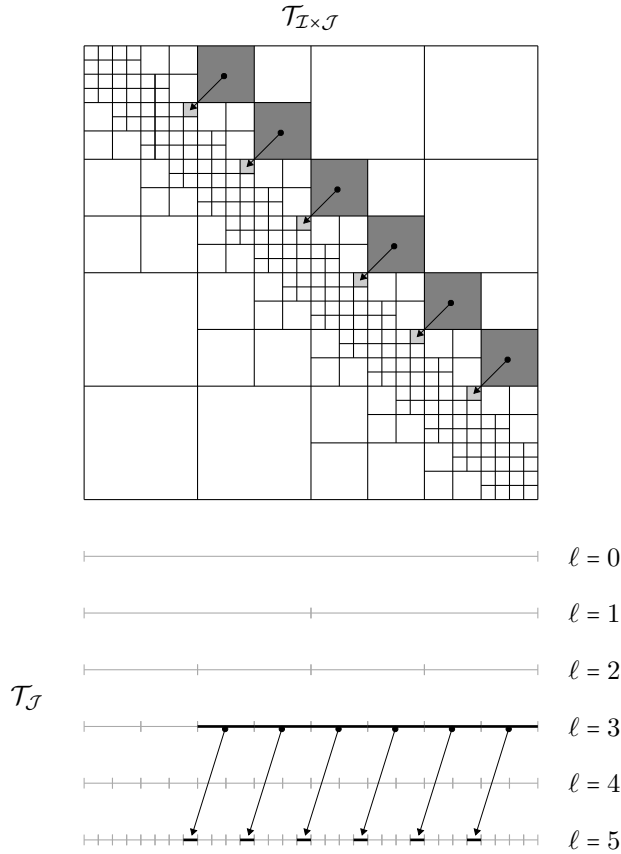 𝒯_{ℐ×𝒥}
ℓ = 0
ℓ = 1
ℓ = 2
𝒯_𝒥
ℓ = 3
ℓ = 4
ℓ = 5